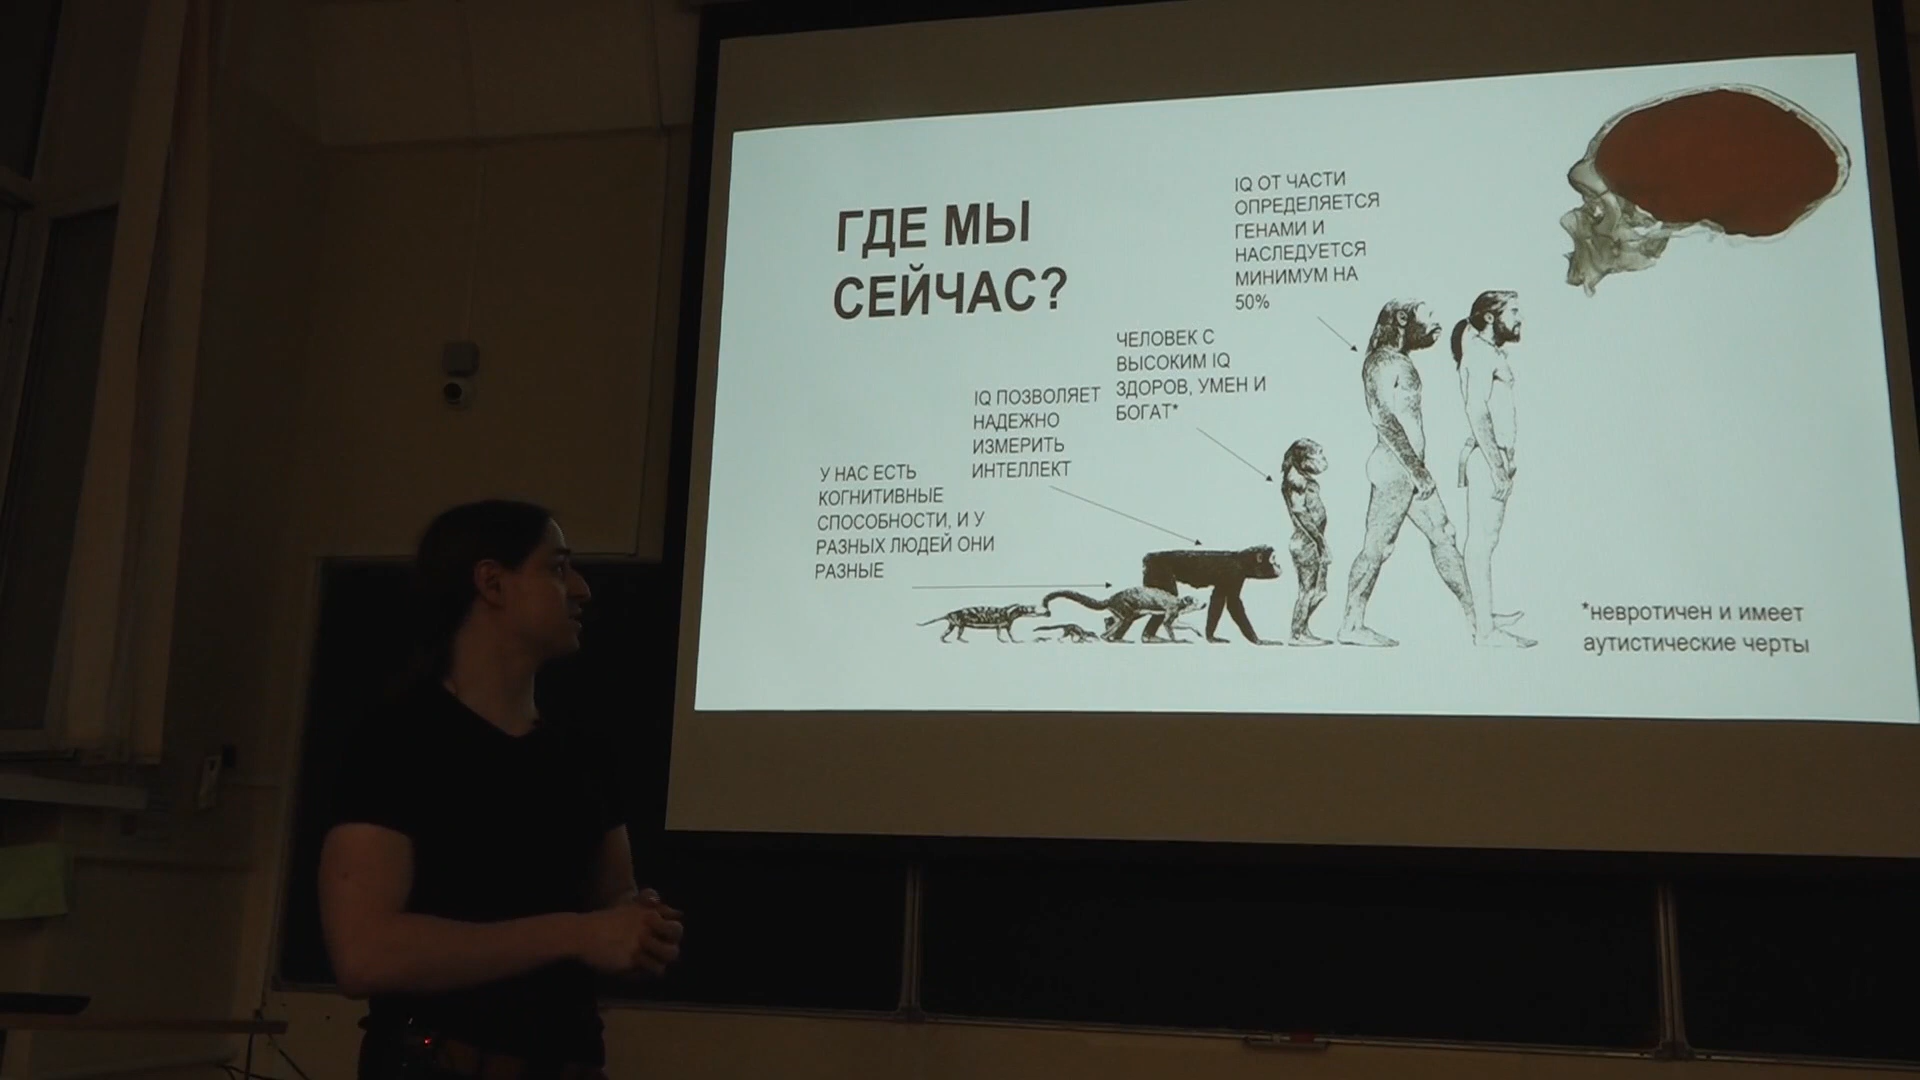 ГДЕ МЫ
СЕЙЧАС?
У НАС ЕСТЬ
КОГНИТИВНЫЕ
СПОСОБНОСТИ, И У
РАЗНЫХ ЛЮДЕЙ ОНИ
РАЗНЫЕ
IQ ПОЗВОЛЯЕТ
НАДЕЖНО
ИЗМЕРИТЬ
ИНТЕЛЛЕКТ
ЧЕЛОВЕК С
ВЫСОКИМ IQ
ЗДОРОВ, УМЕН И
БОГАТ*
IQ ОТ ЧАСТИ
ОПРЕДЕЛЯЕТСЯ
ГЕНАМИ И
НАСЛЕДУЕТСЯ
МИНИМУМ НА
50%
*невротичен и имеет
аутистические черты